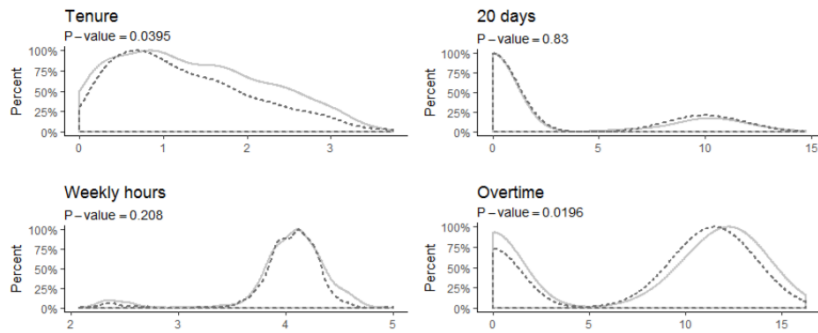 Tenure
P – value = 0.0395
100%
75%
50%
25%
0%
Percent
0 1 2 3
20 days
P – value = 0.83
100%
75%
50%
25%
0%
Percent
0 5 10 15
Weekly hours
P – value = 0.208
100%
75%
50%
25%
0%
Percent
2 3 4 5
Overtime
P – value = 0.0196
100%
75%
50%
25%
0%
Percent
0 5 10 15